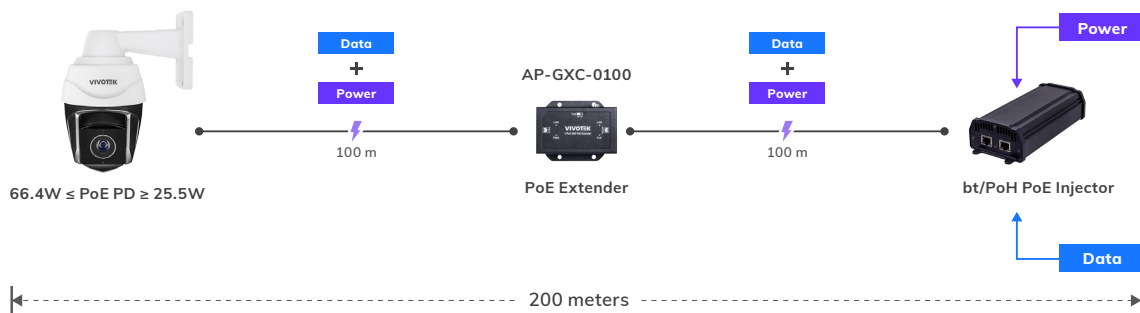 Power
Data
Data
+
+
AP-GXC-0100
VIVOTEK
Power
Power
VIVOTEK
100 m
100 m
66.4W ≤ PoE PD ≥ 25.5W
PoE Extender
bt/PoH PoE Injector
Data
200 meters